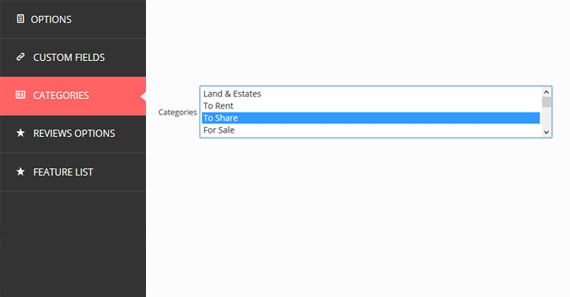 OPTIONS
CUSTOM FIELDS
CATEGORIES
REVIEWS OPTIONS
FEATURE LIST
Categories
Land & Estates
To Rent
To Share
For Sale